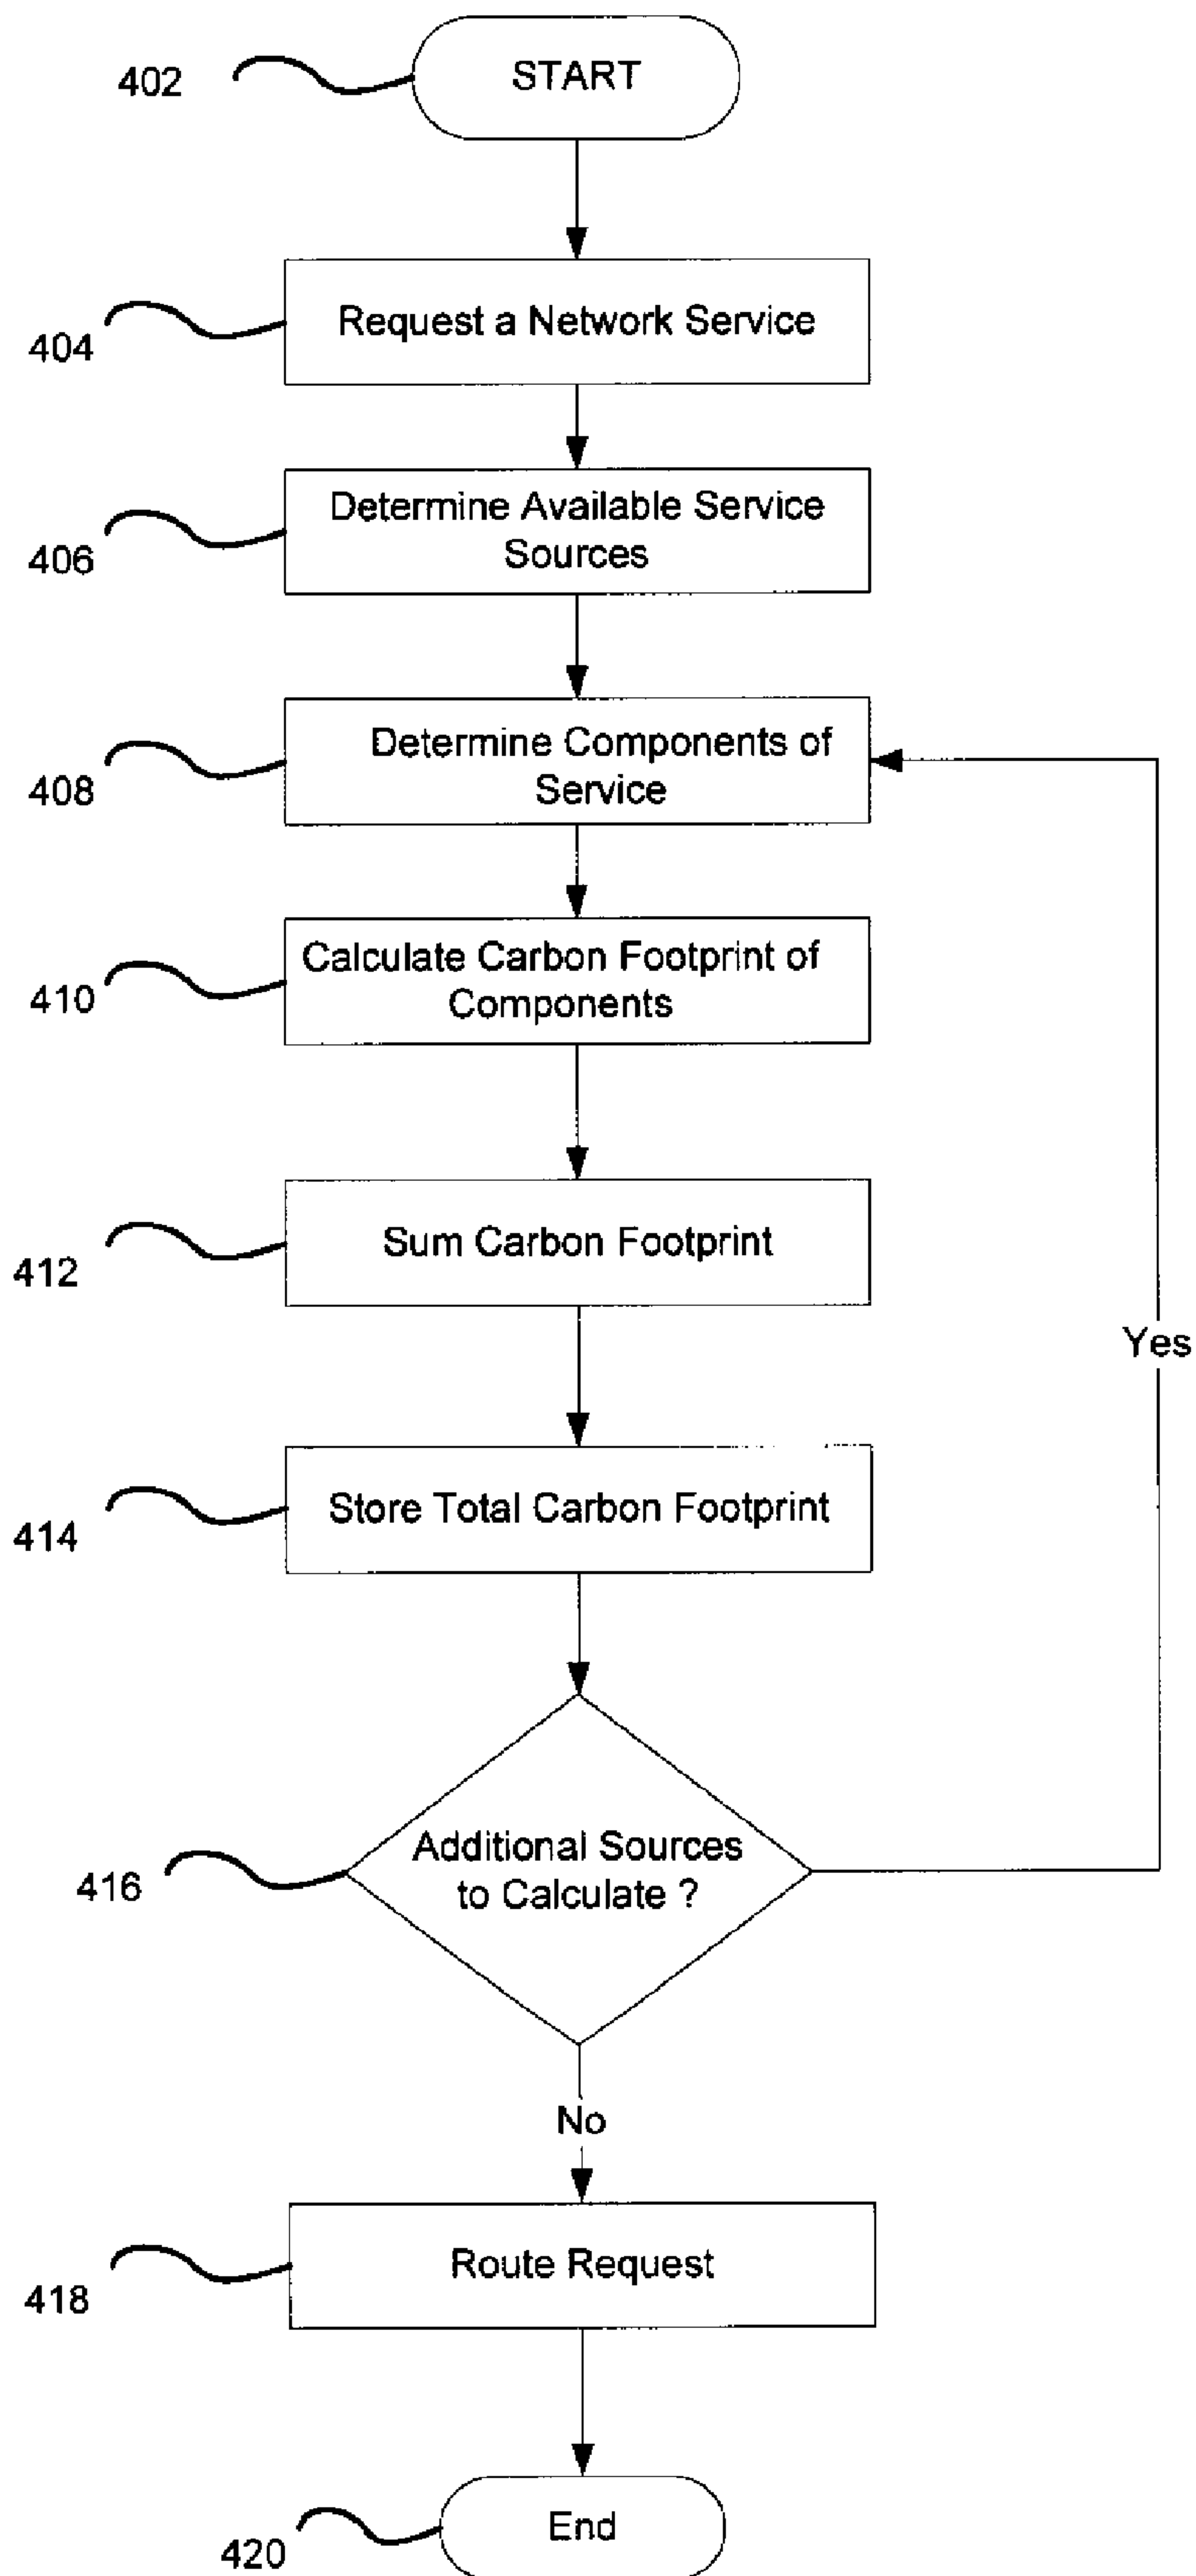 402
START
404
Request a Network Service
406
Determine Available Service
Sources
408
Determine Components of
Service
410
Calculate Carbon Footprint of
Components
412
Sum Carbon Footprint
Yes
414
Store Total Carbon Footprint
416
Additional Sources
to Calculate ?
No
418
Route Request
420
End